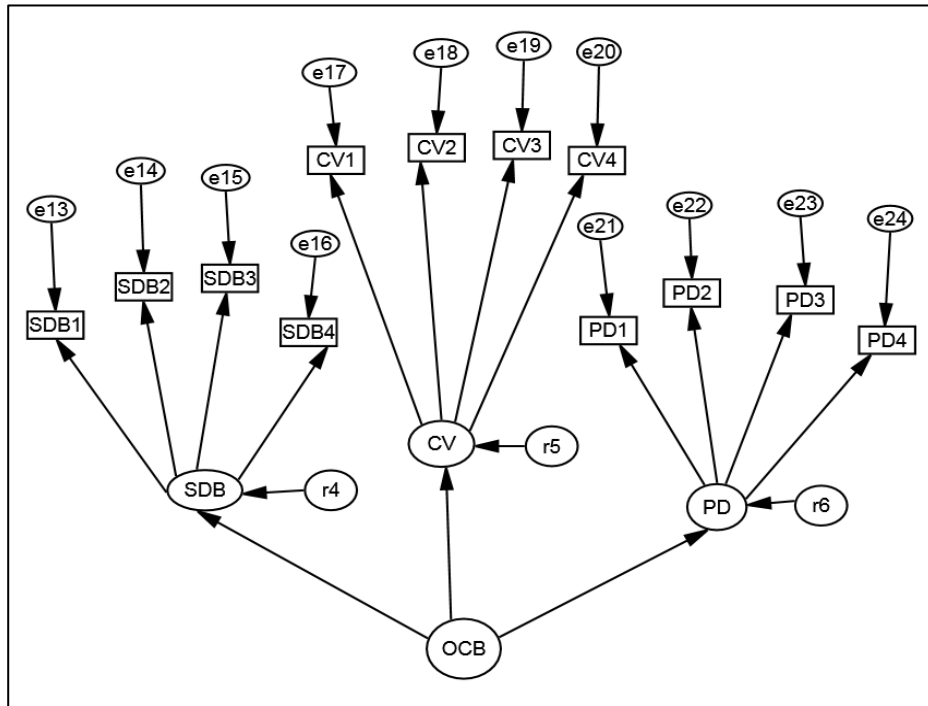 e17
e18
e19
e20
CV1
CV2
CV3
CV4
e13
e14
e15
e16
SDB1
SDB2
SDB3
SDB4
e21
e22
e23
e24
PD1
PD2
PD3
PD4
SDB
r4
CV
r5
PD
r6
OCB